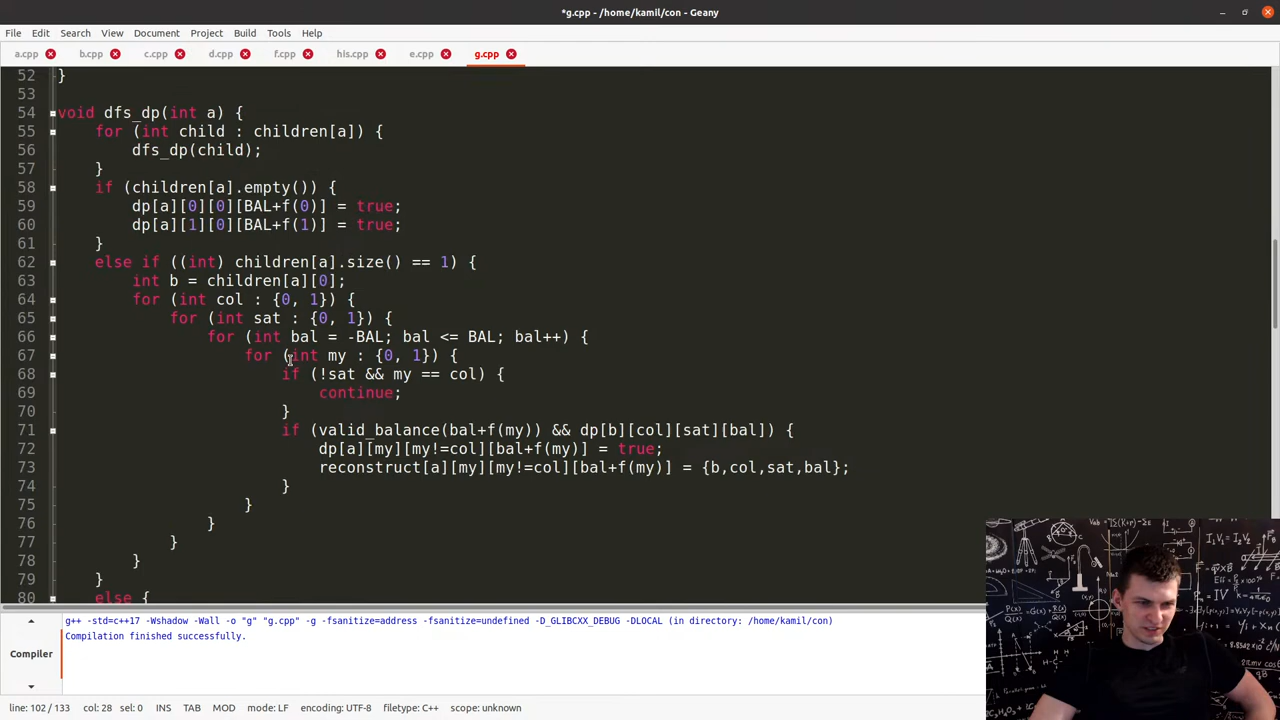 *g.cpp - /home/kamil/con - Geany
File Edit Search View Document Project Build Tools Help
a.cpp b.cpp c.cpp d.cpp f.cpp his.cpp e.cpp g.cpp
52 }
53
54 void dfs_dp(int a) {
55 for (int child : children[a]) {
56 dfs_dp(child);
57 }
58 if (children[a].empty()) {
59 dp[a][0][0][BAL+f(0)] = true;
60 dp[a][1][0][BAL+f(1)] = true;
61 }
62 else if ((int) children[a].size() == 1) {
63 int b = children[a][0];
64 for (int col : {0, 1}) {
65 for (int sat : {0, 1}) {
66 for (int bal = -BAL; bal <= BAL; bal++) {
67 for (int my : {0, 1}) {
68 if (!sat && my == col) {
69 continue;
70 }
71 if (valid_balance(bal+f(my)) && dp[b][col][sat][bal]) {
72 dp[a][my][my!=col][bal+f(my)] = true;
73 reconstruct[a][my][my!=col][bal+f(my)] = {b,col,sat,bal};
74 }
75 }
76 }
77 }
78 }
79 }
80 else {
g++ -std=c++17 -Wshadow -Wall -o "g" "g.cpp" -g -fsanitize=address -fsanitize=undefined -D_GLIBCXX_DEBUG -DLOCAL (in directory: /home/kamil/con)
Compilation finished successfully.
Compiler
line: 102 / 133 col: 28 sel: 0 INS TAB MOD mode: LF encoding: UTF-8 filetype: C++ scope: unknown